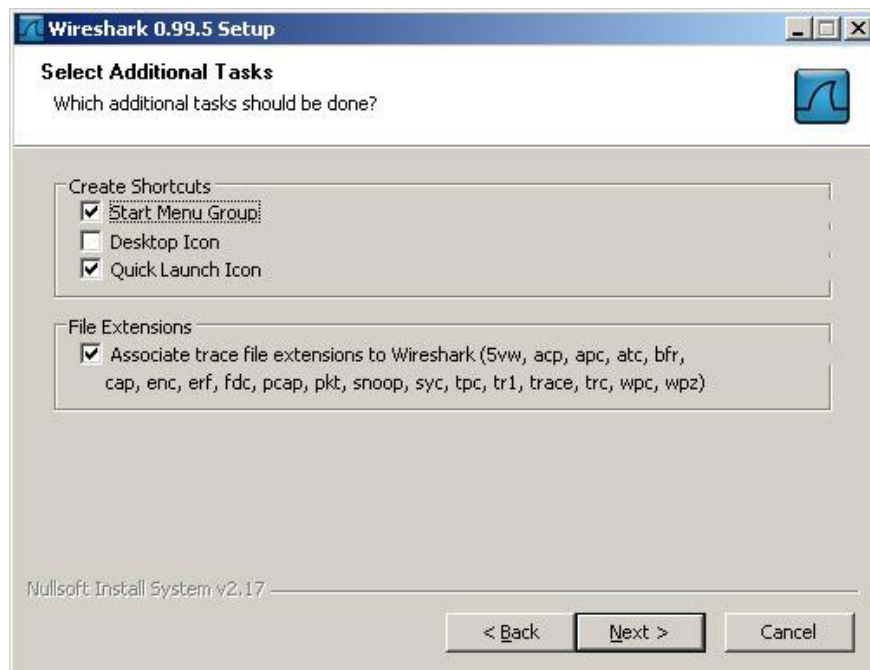 Wireshark 0.99.5 Setup
Select Additional Tasks
Which additional tasks should be done?
Create Shortcuts
Start Menu Group
Desktop Icon
Quick Launch Icon
File Extensions
Associate trace file extensions to Wireshark (5vw, acp, apc, atc, bfr,
cap, enc, erf, fdc, pcap, pkt, snoop, syc, tpc, tr1, trace, trc, wpc, wpz)
Nullsoft Install System v2.17
< Back Next > Cancel